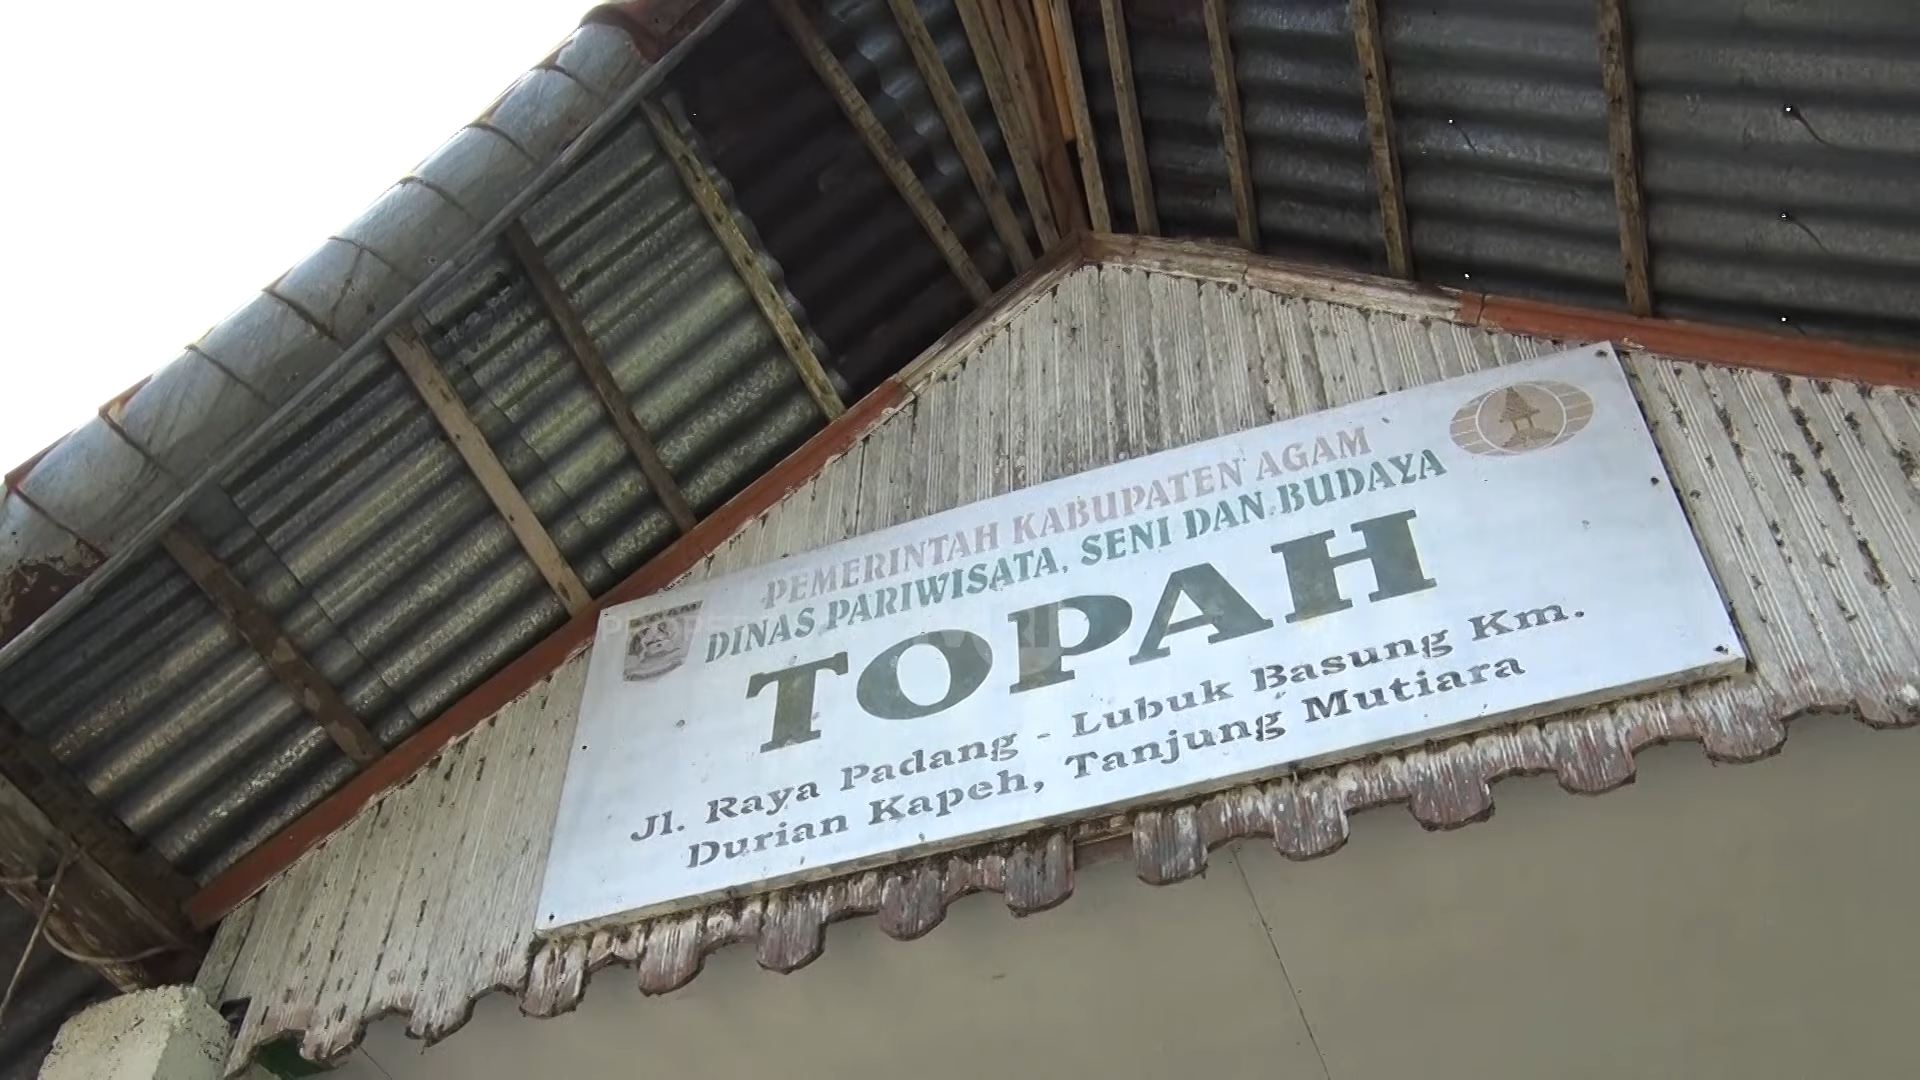 PEMERINTAH KABUPATEN AGAM
DINAS PARIWISATA, SENI DAN BUDAYA
TOPAH
Jl. Raya Padang - Lubuk Basung Km.
Durian Kapeh, Tanjung Mutiara